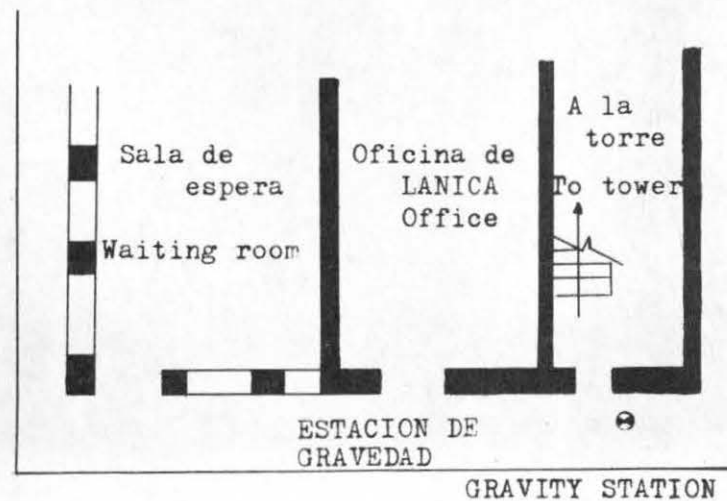 Sala de
espera
Waiting room
Oficina de
LANICA
Office
A la
torre
To tower
ESTACION DE
GRAVEDAD
GRAVITY STATION